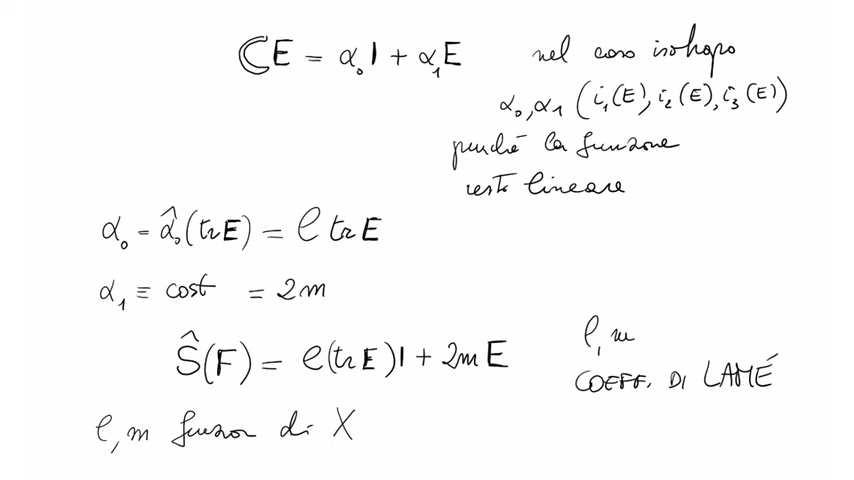 ℂE = α₀I + α₁E nel caso isotropo
α₀, α₁ (i₁(E), i₂(E), i₃(E))
perché la funzione
resti lineare
α₀ = α̂₀(trE) = ℓ trE
α₁ ≡ cost = 2m
Ŝ(F) = ℓ(trE)I + 2mE
ℓ, m
COEFF. DI LAMÉ
ℓ, m funzioni di X